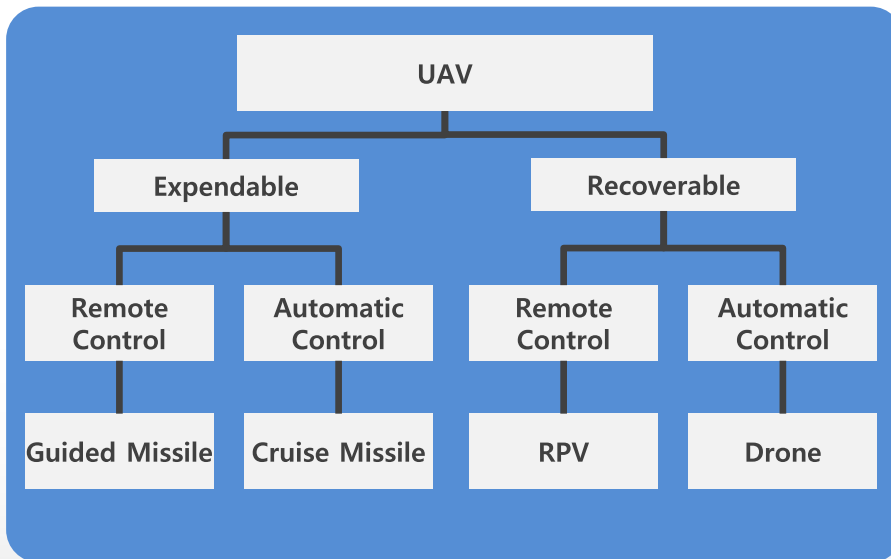 UAV
Expendable
Recoverable
Remote
Control
Automatic
Control
Remote
Control
Automatic
Control
Guided Missile
Cruise Missile
RPV
Drone